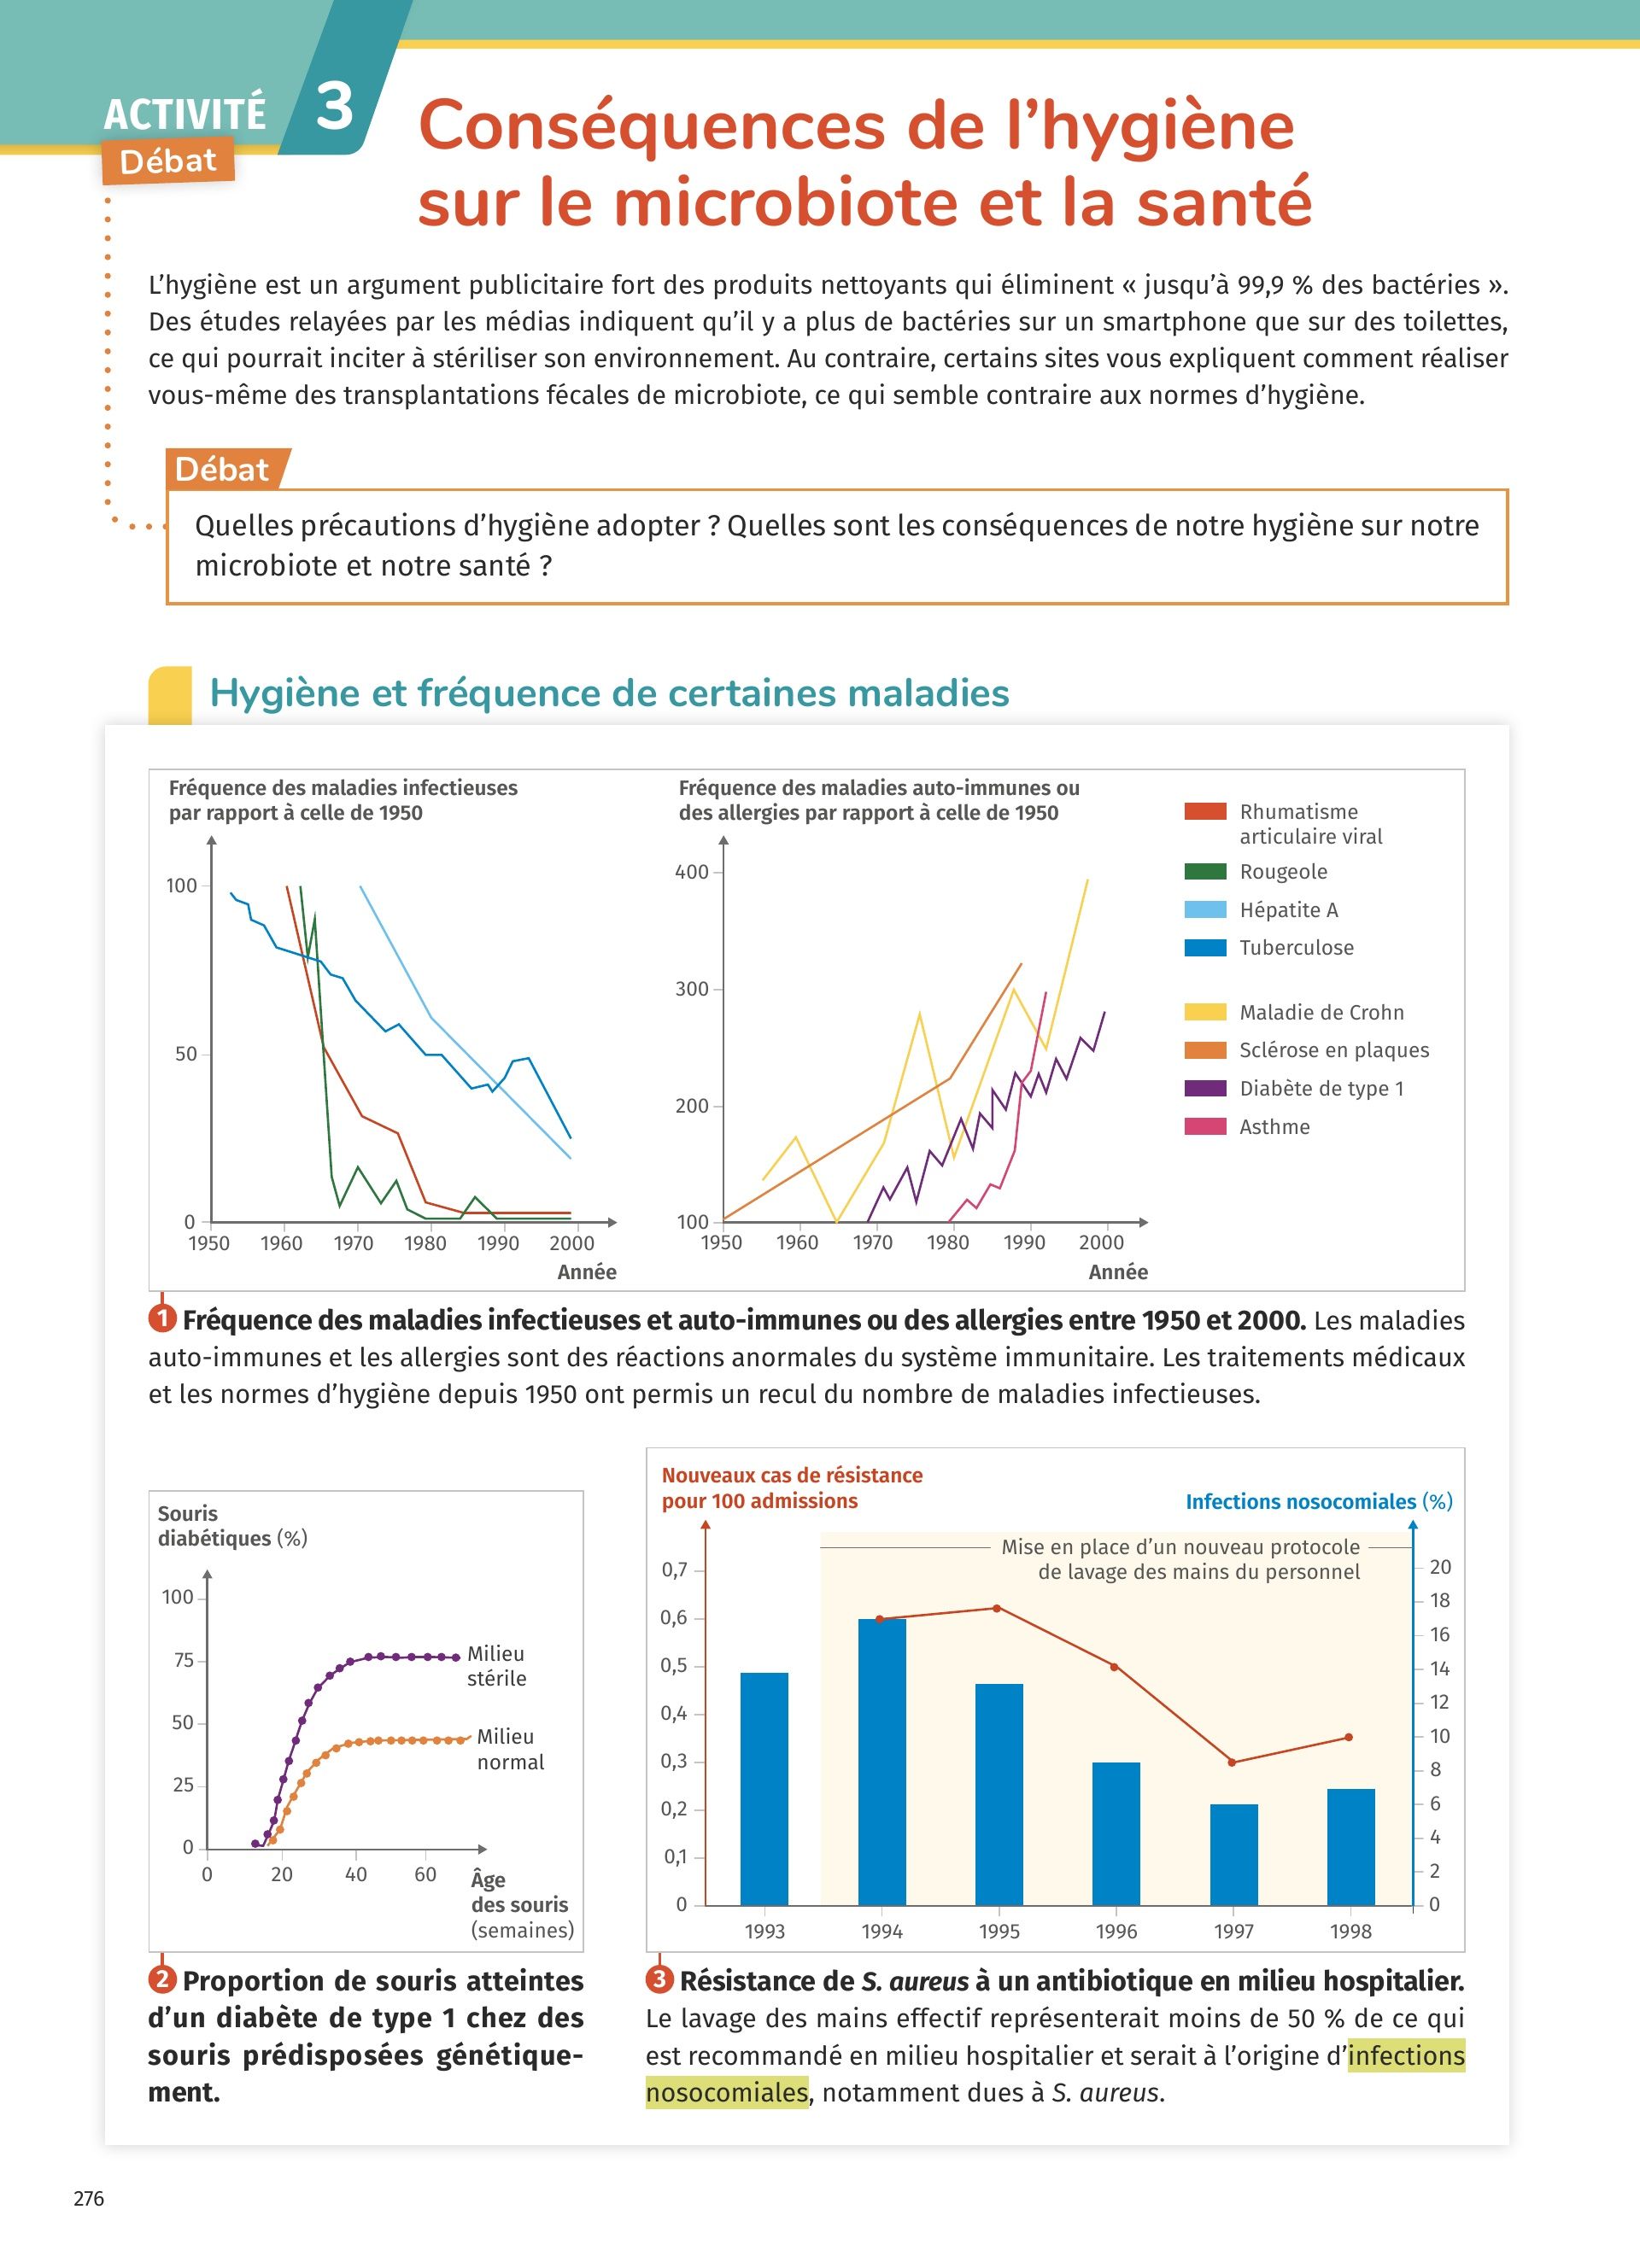 ACTIVITÉ 3
Débat
Conséquences de l'hygiène
sur le microbiote et la santé
L'hygiène est un argument publicitaire fort des produits nettoyants qui éliminent « jusqu'à 99,9 % des bactéries ».
Des études relayées par les médias indiquent qu'il y a plus de bactéries sur un smartphone que sur des toilettes,
ce qui pourrait inciter à stériliser son environnement. Au contraire, certains sites vous expliquent comment réaliser
vous-même des transplantations fécales de microbiote, ce qui semble contraire aux normes d'hygiène.
Débat
Quelles précautions d'hygiène adopter ? Quelles sont les conséquences de notre hygiène sur notre
microbiote et notre santé ?
Hygiène et fréquence de certaines maladies
Fréquence des maladies infectieuses
par rapport à celle de 1950
100
50
0
1950 1960 1970 1980 1990 2000
Année
Fréquence des maladies auto-immunes ou
des allergies par rapport à celle de 1950
400
300
200
100
1950 1960 1970 1980 1990 2000
Année
Rhumatisme
articulaire viral
Rougeole
Hépatite A
Tuberculose
Maladie de Crohn
Sclérose en plaques
Diabète de type 1
Asthme
1 Fréquence des maladies infectieuses et auto-immunes ou des allergies entre 1950 et 2000. Les maladies
auto-immunes et les allergies sont des réactions anormales du système immunitaire. Les traitements médicaux
et les normes d'hygiène depuis 1950 ont permis un recul du nombre de maladies infectieuses.
Souris
diabétiques (%)
100
75
50
25
0
0 20 40 60
Milieu
stérile
Milieu
normal
Âge
des souris
(semaines)
2 Proportion de souris atteintes
d'un diabète de type 1 chez des
souris prédisposées génétique-
ment.
Nouveaux cas de résistance
pour 100 admissions
Infections nosocomiales (%)
Mise en place d'un nouveau protocole
de lavage des mains du personnel
0,7
0,6
0,5
0,4
0,3
0,2
0,1
0
20
18
16
14
12
10
8
6
4
2
0
1993 1994 1995 1996 1997 1998
3 Résistance de S. aureus à un antibiotique en milieu hospitalier.
Le lavage des mains effectif représenterait moins de 50 % de ce qui
est recommandé en milieu hospitalier et serait à l'origine d'infections
nosocomiales, notamment dues à S. aureus.
276